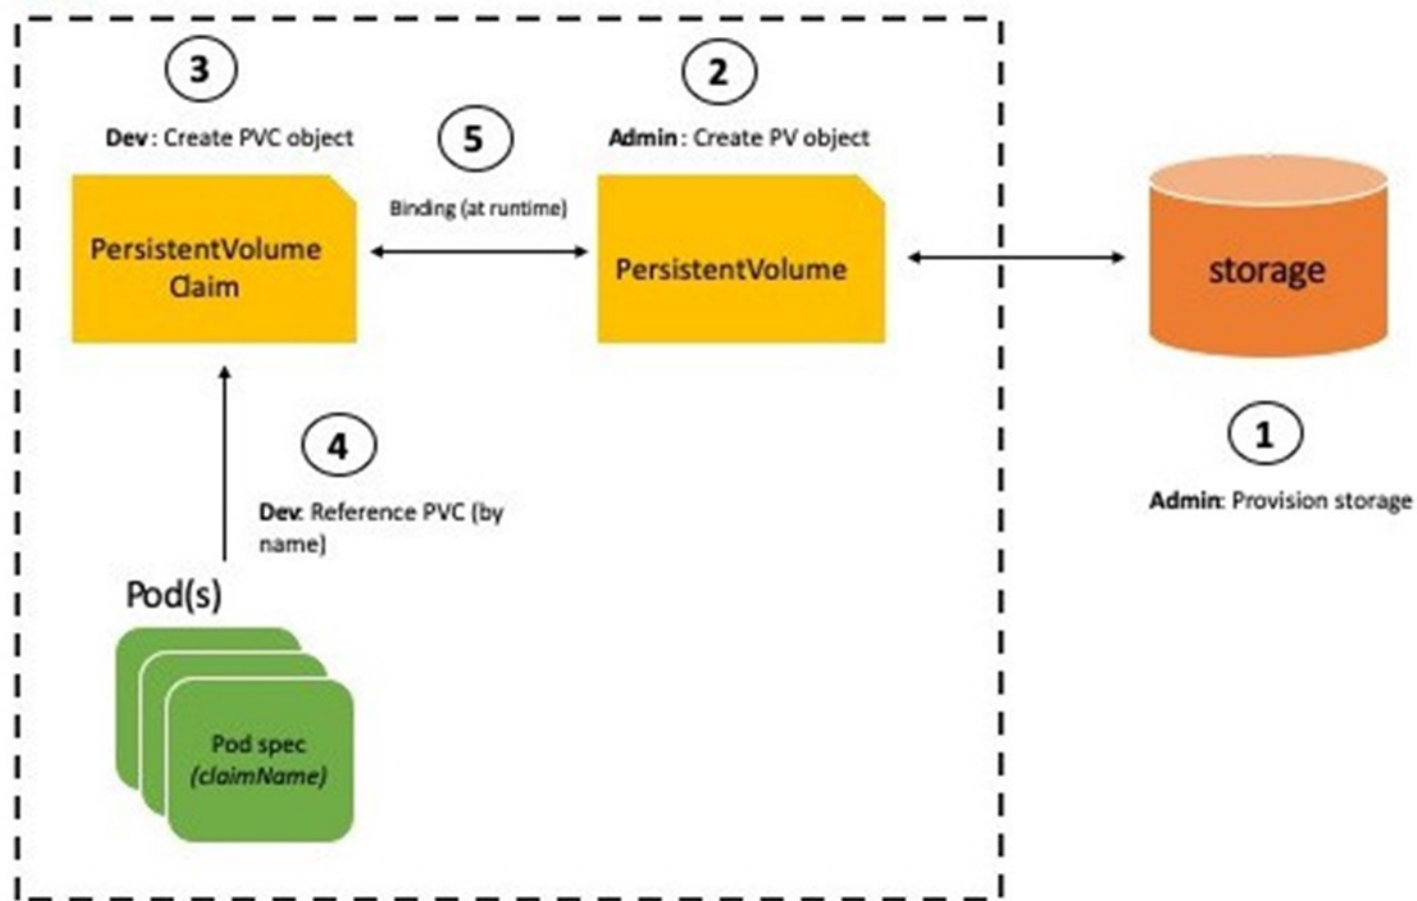 3
Dev: Create PVC object
PersistentVolume
Claim
5
Binding (at runtime)
2
Admin: Create PV object
PersistentVolume
storage
1
Admin: Provision storage
4
Dev: Reference PVC (by
name)
Pod(s)
Pod spec
(claimName)